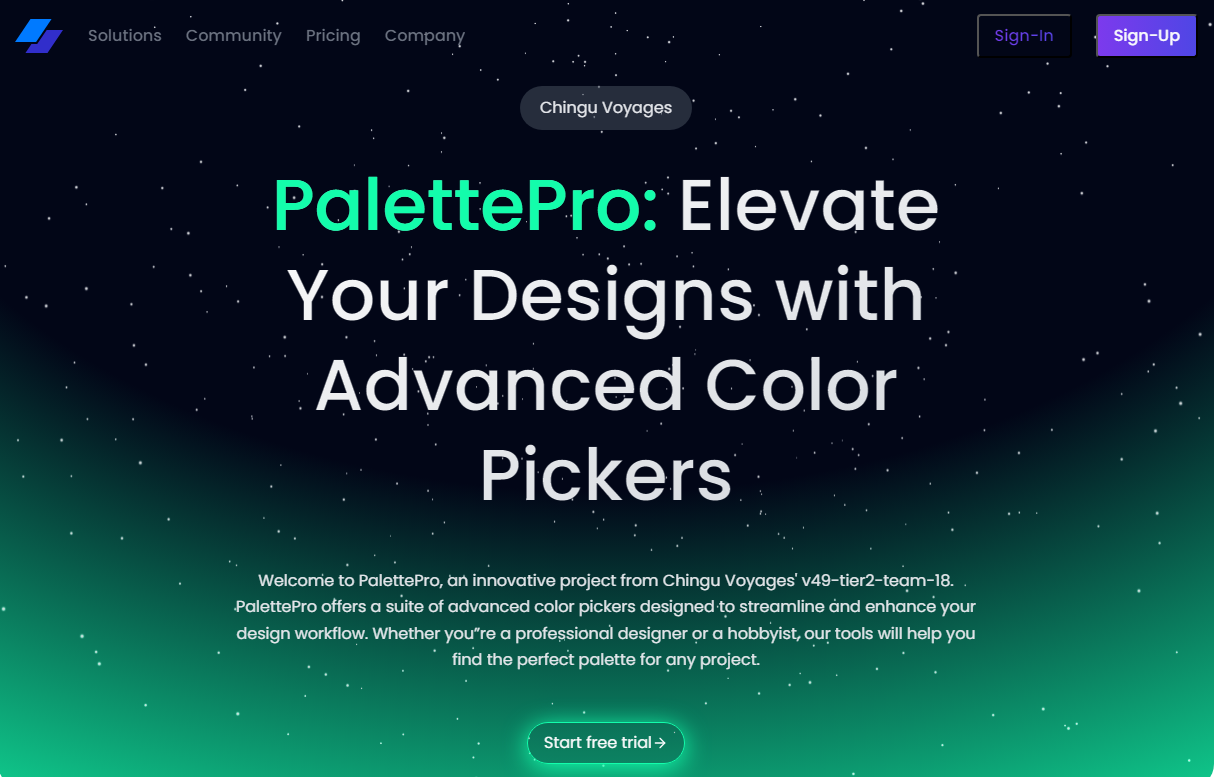 Solutions Community Pricing Company Sign-In Sign-Up
Chingu Voyages
PalettePro: Elevate
Your Designs with
Advanced Color
Pickers
Welcome to PalettePro, an innovative project from Chingu Voyages' v49-tier2-team-18.
PalettePro offers a suite of advanced color pickers designed to streamline and enhance your
design workflow. Whether you"re a professional designer or a hobbyist, our tools will help you
find the perfect palette for any project.
Start free trial→